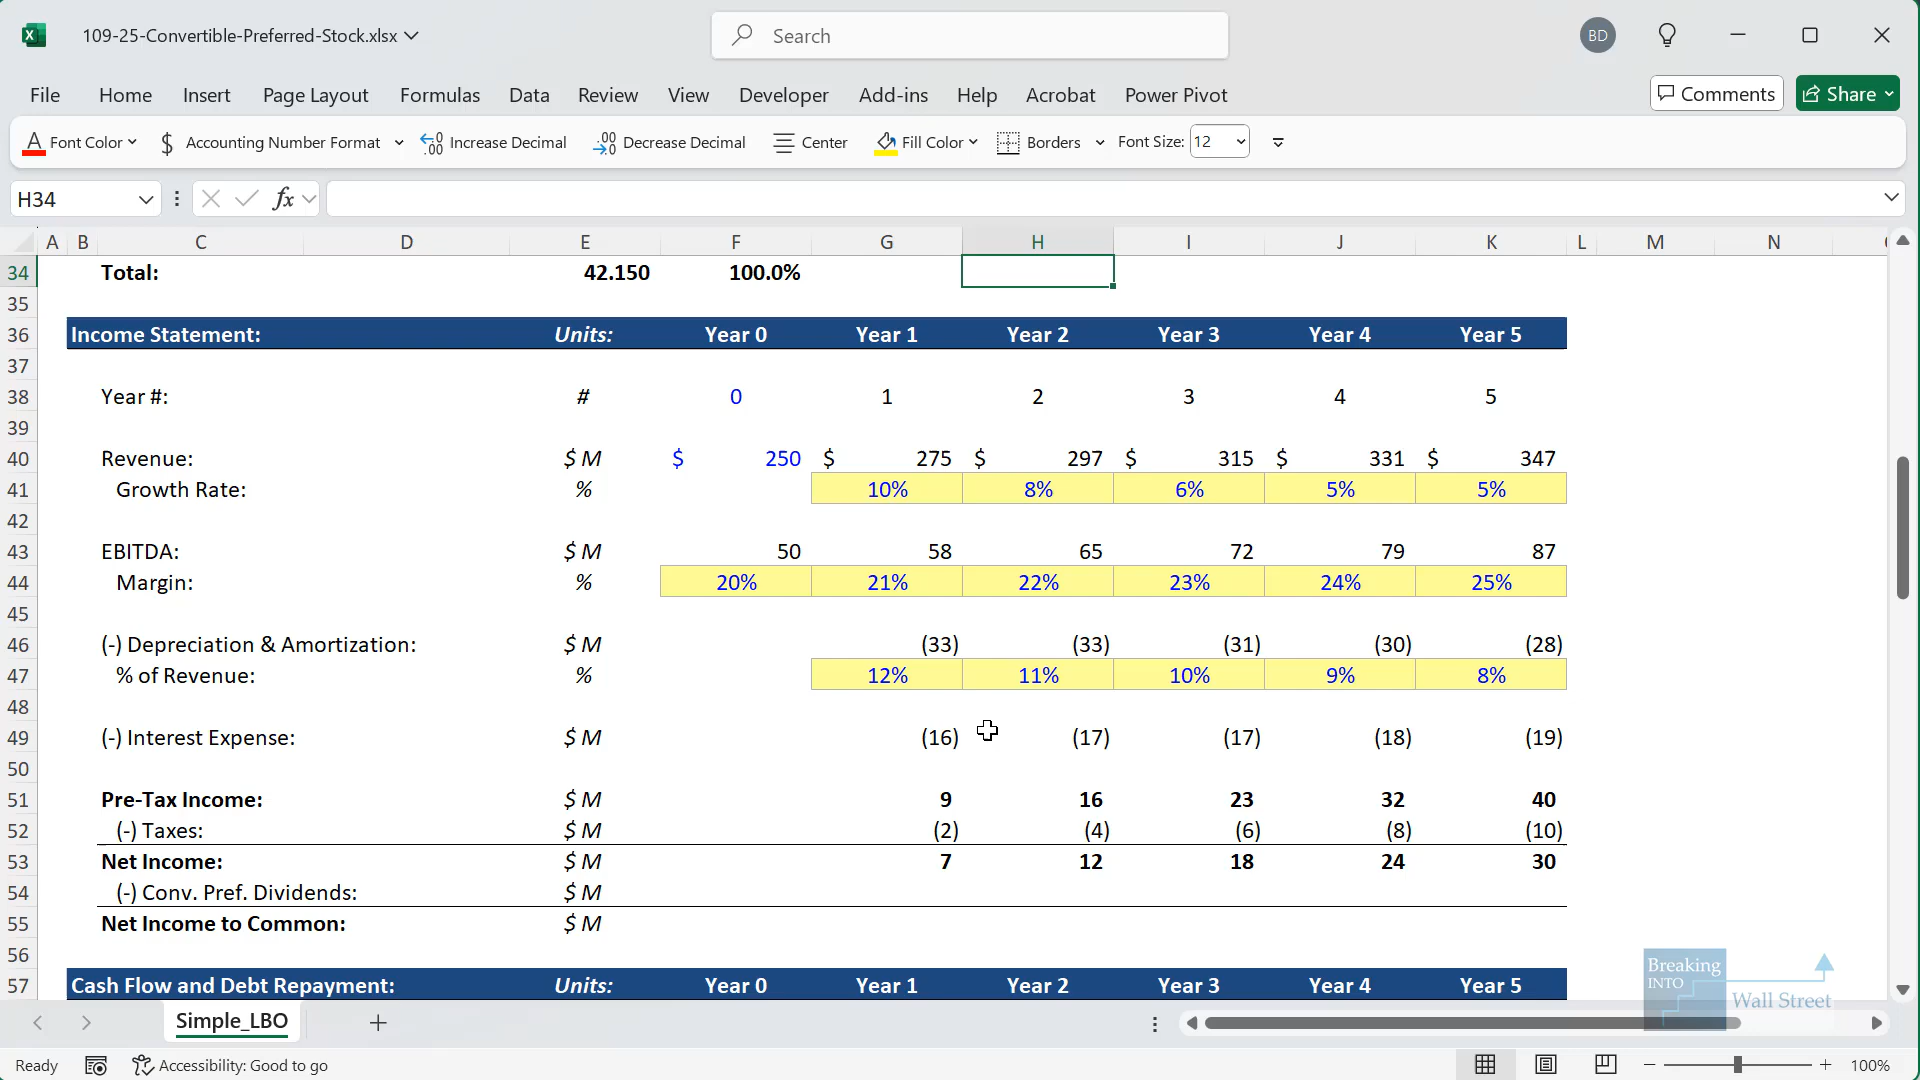 109-25-Convertible-Preferred-Stock.xlsx
Search
BD
File Home Insert Page Layout Formulas Data Review View Developer Add-ins Help Acrobat Power Pivot
Comments Share
Font Color $ Accounting Number Format Increase Decimal Decrease Decimal Center Fill Color Borders Font Size: 12
H34 fx
A B C D E F G H I J K L M N
34 Total: 42.150 100.0%
35
36 Income Statement: Units: Year 0 Year 1 Year 2 Year 3 Year 4 Year 5
37
38 Year #: # 0 1 2 3 4 5
39
40 Revenue: $ M $ 250 $ 275 $ 297 $ 315 $ 331 $ 347
41 Growth Rate: % 10% 8% 6% 5% 5%
42
43 EBITDA: $ M 50 58 65 72 79 87
44 Margin: % 20% 21% 22% 23% 24% 25%
45
46 (-) Depreciation & Amortization: $ M (33) (33) (31) (30) (28)
47 % of Revenue: % 12% 11% 10% 9% 8%
48
49 (-) Interest Expense: $ M (16) (17) (17) (18) (19)
50
51 Pre-Tax Income: $ M 9 16 23 32 40
52 (-) Taxes: $ M (2) (4) (6) (8) (10)
53 Net Income: $ M 7 12 18 24 30
54 (-) Conv. Pref. Dividends: $ M
55 Net Income to Common: $ M
56
57 Cash Flow and Debt Repayment: Units: Year 0 Year 1 Year 2 Year 3 Year 4 Year 5
Breaking
INTO
Wall Street
Simple_LBO
Ready Accessibility: Good to go 100%